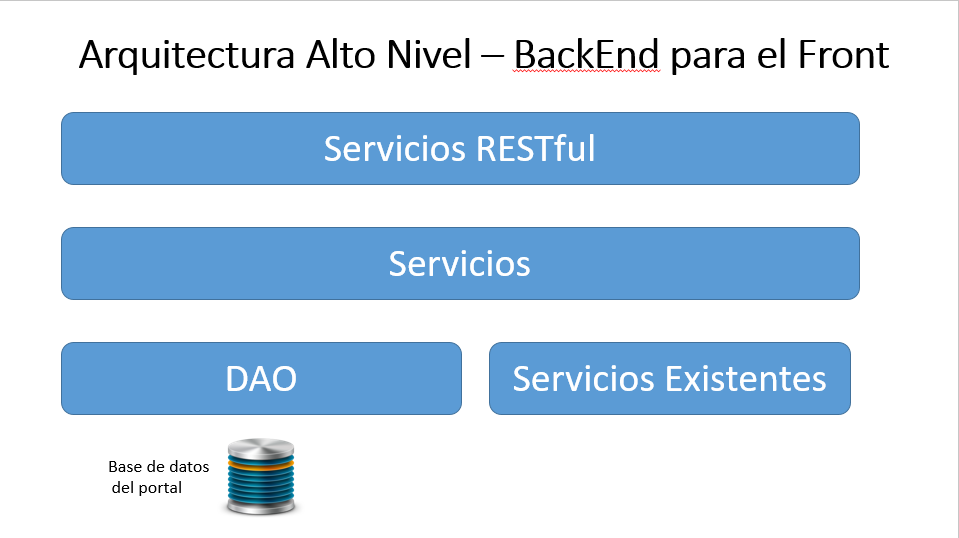 Arquitectura Alto Nivel – BackEnd para el Front
Servicios RESTful
Servicios
DAO
Servicios Existentes
Base de datos
del portal